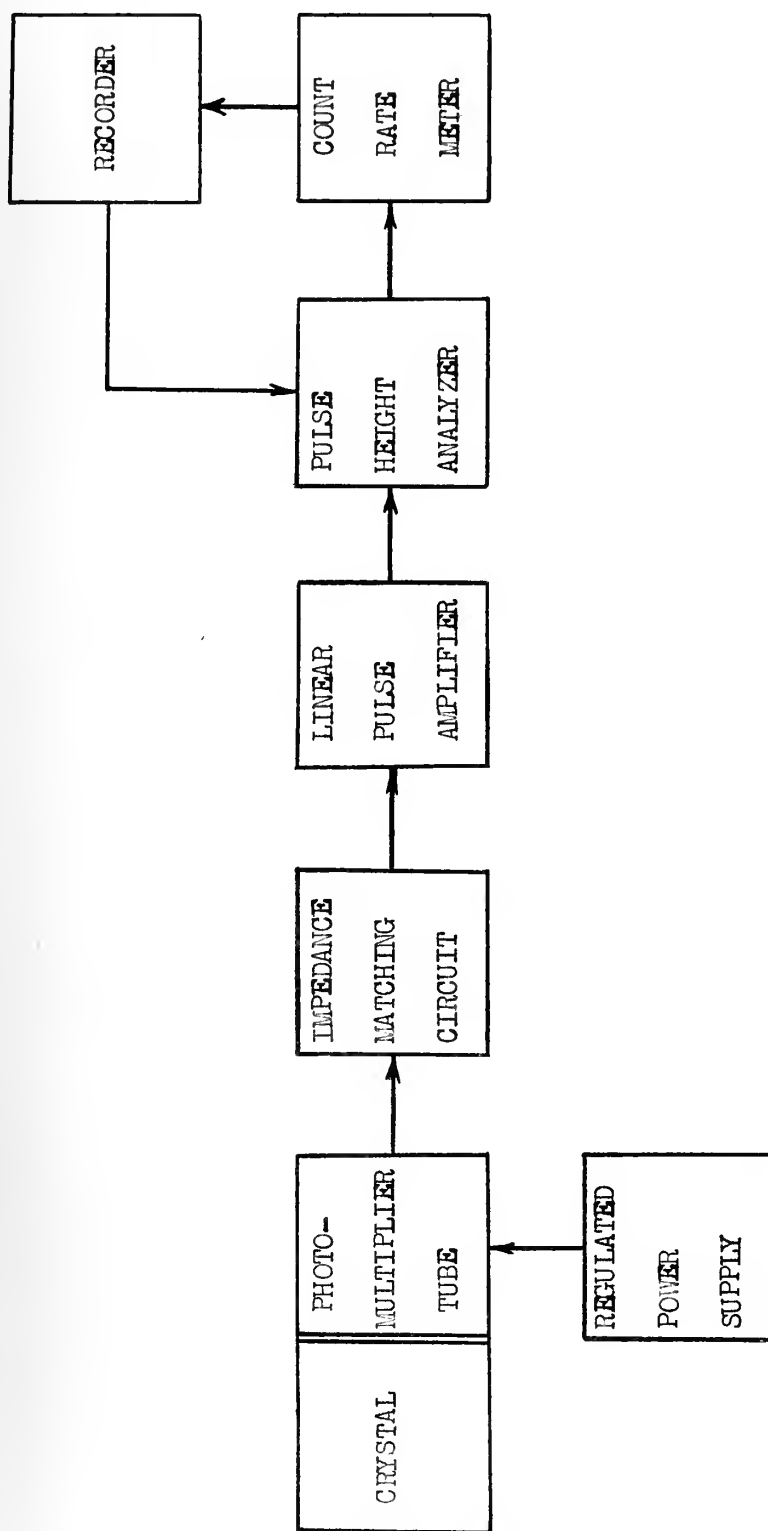 CRYSTAL
PHOTO-
MULTIPLIER
TUBE
REGULATED
POWER
SUPPLY
IMPEDANCE
MATCHING
CIRCUIT
LINEAR
PULSE
AMPLIFIER
PULSE
HEIGHT
ANALYZER
COUNT
RATE
METER
RECORDER